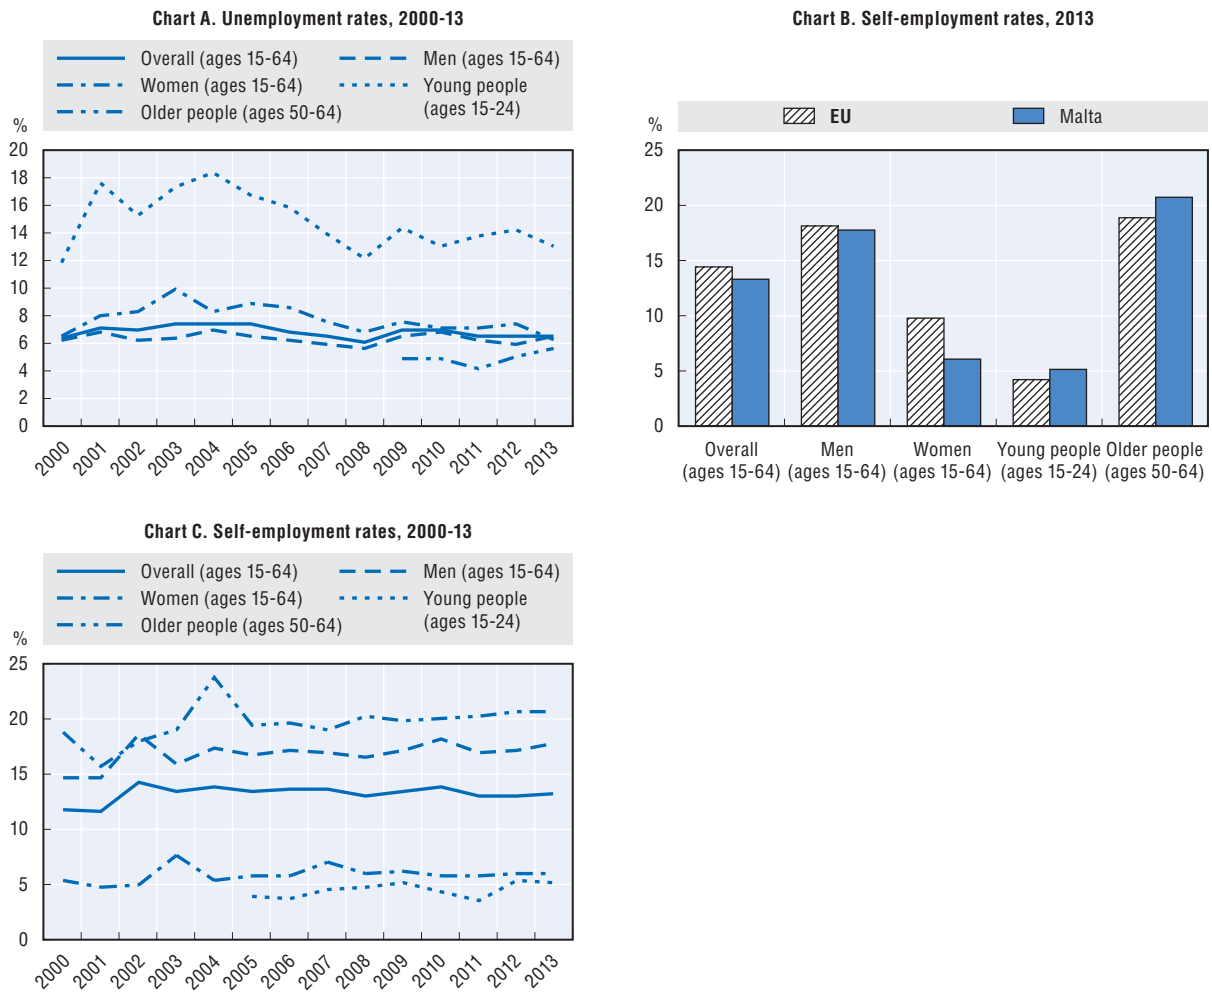 Chart A. Unemployment rates, 2000-13
Overall (ages 15-64)
Men (ages 15-64)
Women (ages 15-64)
Young people
(ages 15-24)
Older people (ages 50-64)
%
20
18
16
14
12
10
8
6
4
2
0
2000
2001
2002
2003
2004
2005
2006
2007
2008
2009
2010
2011
2012
2013
Chart B. Self-employment rates, 2013
EU
Malta
%
25
20
15
10
5
0
Overall
(ages 15-64)
Men
(ages 15-64)
Women
(ages 15-64)
Young people
(ages 15-24)
Older people
(ages 50-64)
Chart C. Self-employment rates, 2000-13
Overall (ages 15-64)
Men (ages 15-64)
Women (ages 15-64)
Young people
(ages 15-24)
Older people (ages 50-64)
%
25
20
15
10
5
0
2000
2001
2002
2003
2004
2005
2006
2007
2008
2009
2010
2011
2012
2013